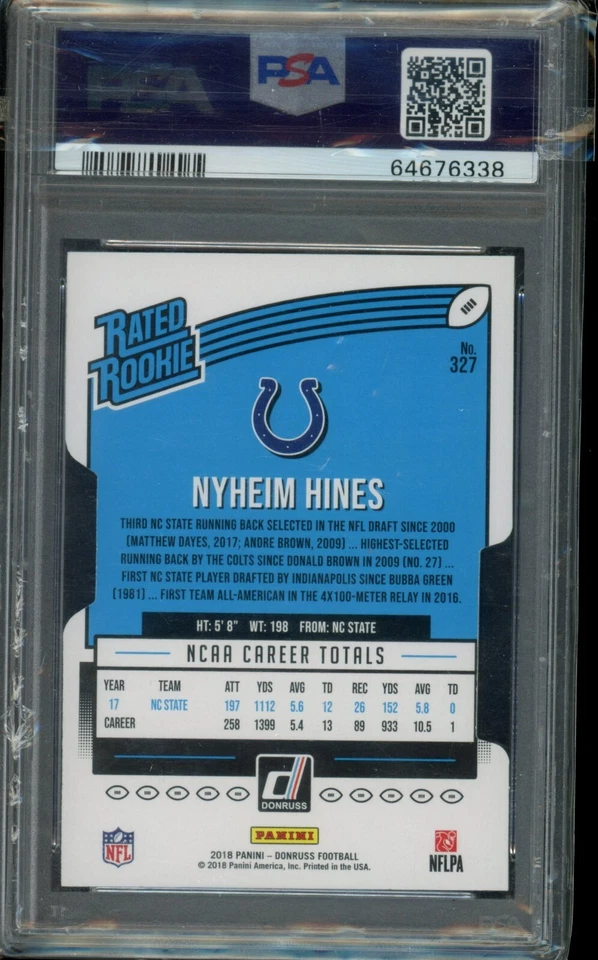 PSA
PSA
64676338
RATED
ROOKIE
No.
327
NYHEIM HINES
THIRD NC STATE RUNNING BACK SELECTED IN THE NFL DRAFT SINCE 2000
(MATTHEW DAYES, 2017; ANDRE BROWN, 2009) ... HIGHEST-SELECTED
RUNNING BACK BY THE COLTS SINCE DONALD BROWN IN 2009 (NO. 27) ...
FIRST NC STATE PLAYER DRAFTED BY INDIANAPOLIS SINCE BUBBA GREEN
(1981) ... FIRST TEAM ALL-AMERICAN IN THE 4X100-METER RELAY IN 2016.
HT: 5' 8" WT: 198 FROM: NC STATE
NCAA CAREER TOTALS
YEAR TEAM ATT YDS AVG TD REC YDS AVG TD
17 NC STATE 197 1112 5.6 12 26 152 5.8 0
CAREER 258 1399 5.4 13 89 933 10.5 1
DONRUSS
PANINI
NFL
NFLPA
2018 PANINI – DONRUSS FOOTBALL
© 2018 Panini America, Inc. Printed in the USA.
PSA